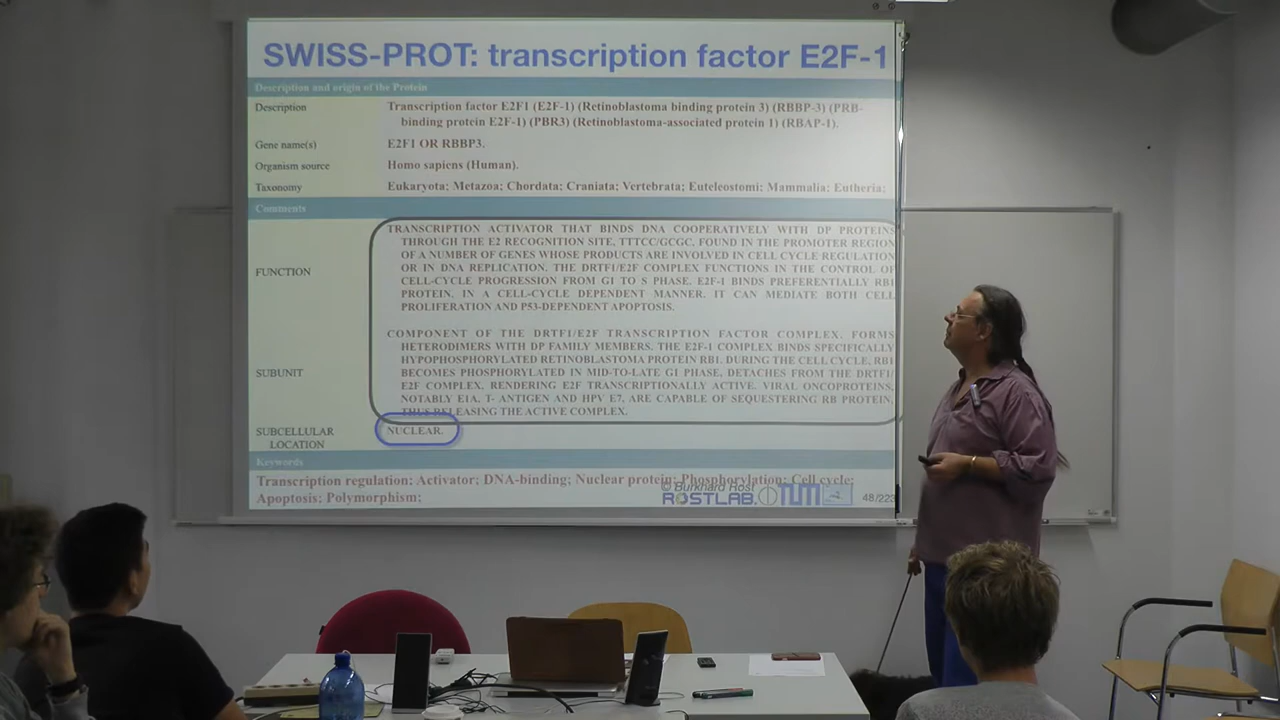 SWISS-PROT: transcription factor E2F-1
Description and origin of the Protein
Description
Transcription factor E2F1 (E2F-1) (Retinoblastoma binding protein 3) (RBBP-3) (PRB-
binding protein E2F-1) (PBR3) (Retinoblastoma-associated protein 1) (RBAP-1).
Gene name(s)
E2F1 OR RBBP3.
Organism source
Homo sapiens (Human).
Taxonomy
Eukaryota; Metazoa; Chordata; Craniata; Vertebrata; Euteleostomi; Mammalia; Eutheria;
Comments
FUNCTION
TRANSCRIPTION ACTIVATOR THAT BINDS DNA COOPERATIVELY WITH DP PROTEINS
THROUGH THE E2 RECOGNITION SITE, TTTCC/GCGC, FOUND IN THE PROMOTER REGION
OF A NUMBER OF GENES WHOSE PRODUCTS ARE INVOLVED IN CELL CYCLE REGULATION
OR IN DNA REPLICATION. THE DRTF1/E2F COMPLEX FUNCTIONS IN THE CONTROL OF
CELL-CYCLE PROGRESSION FROM G1 TO S PHASE. E2F-1 BINDS PREFERENTIALLY RB1
PROTEIN, IN A CELL-CYCLE DEPENDENT MANNER. IT CAN MEDIATE BOTH CELL
PROLIFERATION AND P53-DEPENDENT APOPTOSIS.
SUBUNIT
COMPONENT OF THE DRTF1/E2F TRANSCRIPTION FACTOR COMPLEX. FORMS
HETERODIMERS WITH DP FAMILY MEMBERS. THE E2F-1 COMPLEX BINDS SPECIFICALLY
HYPOPHOSPHORYLATED RETINOBLASTOMA PROTEIN RB1. DURING THE CELL CYCLE, RB1
BECOMES PHOSPHORYLATED IN MID-TO-LATE G1 PHASE, DETACHES FROM THE DRTF1/
E2F COMPLEX, RENDERING E2F TRANSCRIPTIONALLY ACTIVE. VIRAL ONCOPROTEINS,
NOTABLY E1A, T- ANTIGEN AND HPV E7, ARE CAPABLE OF SEQUESTERING RB PROTEIN,
THUS RELEASING THE ACTIVE COMPLEX.
SUBCELLULAR
LOCATION
NUCLEAR.
Keywords
Transcription regulation; Activator; DNA-binding; Nuclear protein; Phosphorylation; Cell cycle;
Apoptosis; Polymorphism;
© Burkhard Rost
ROSTLAB
TUM
48/223